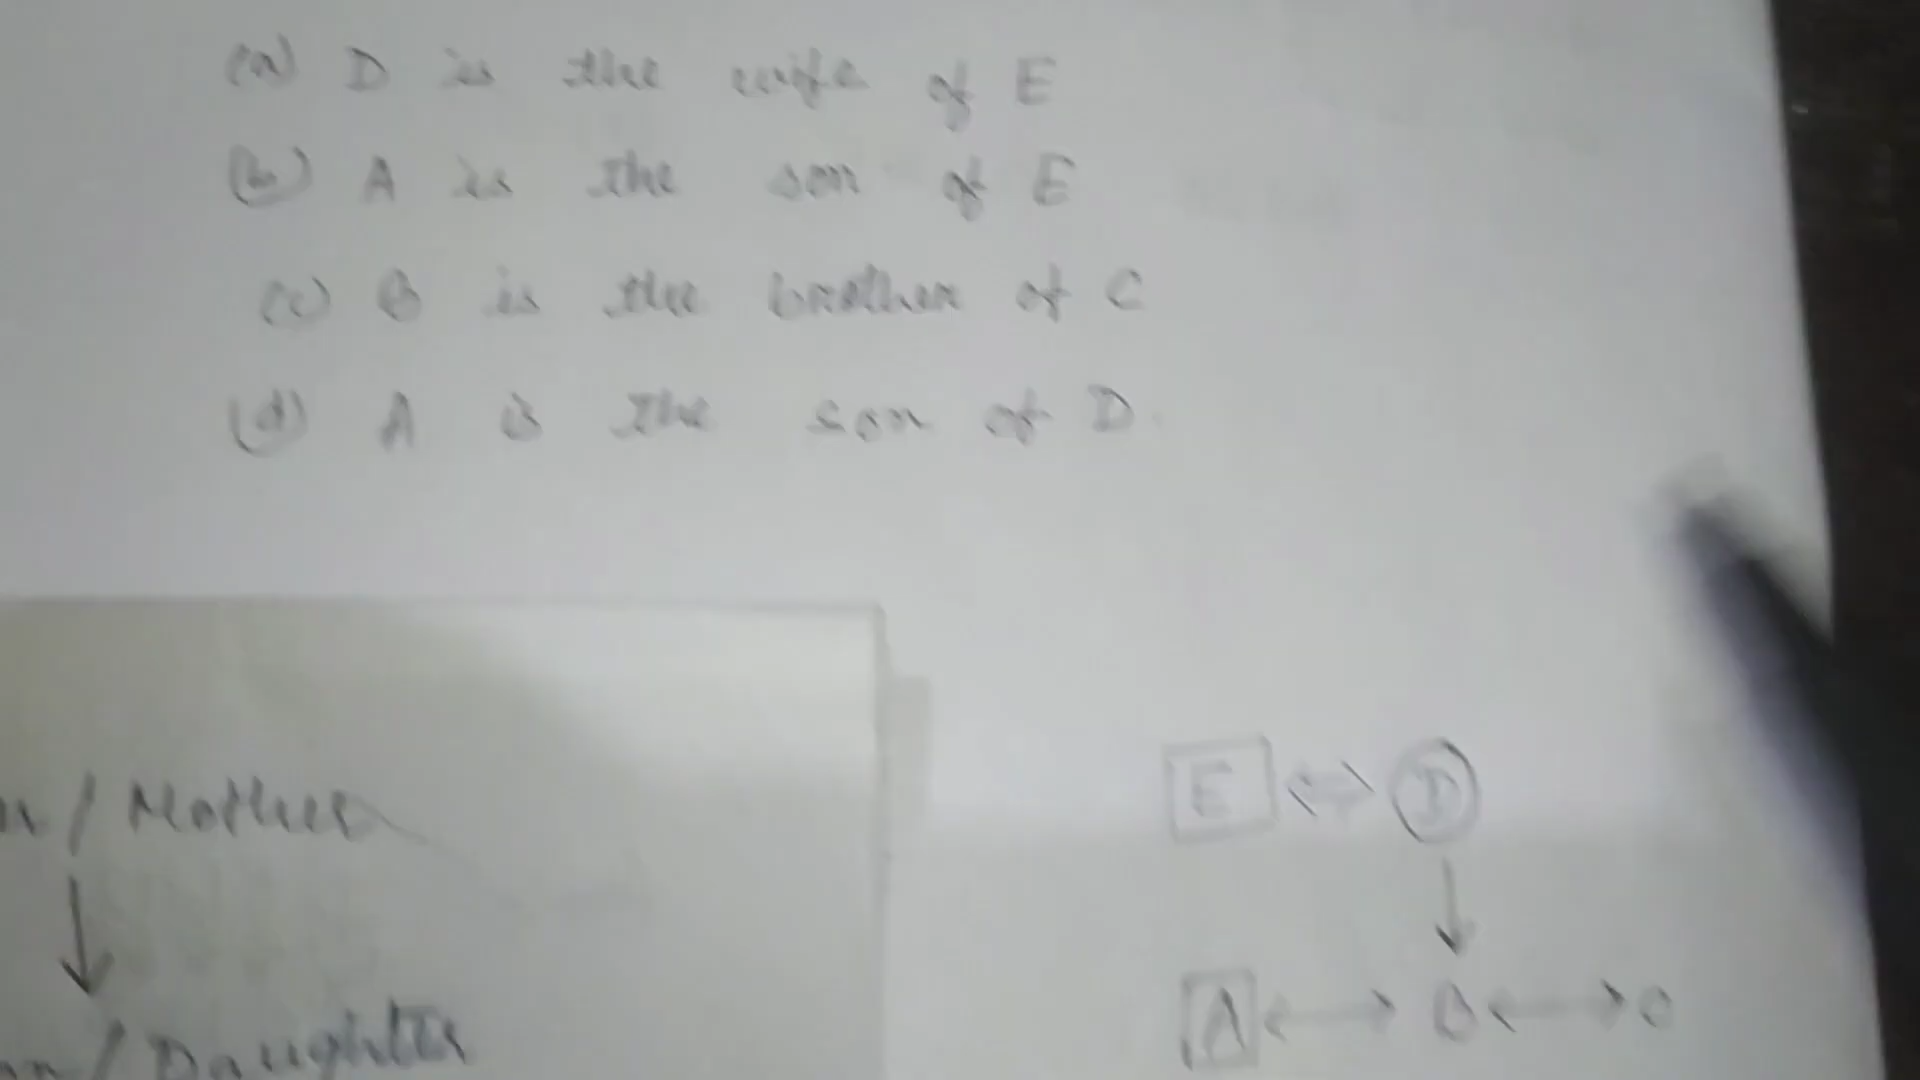 (a) D is the wife of E
(b) A is the son of E
(c) B is the brother of C
(d) A is the son of D.
/ Mother
/ Daughter
E ⇔ D
A ↔ B ↔ C